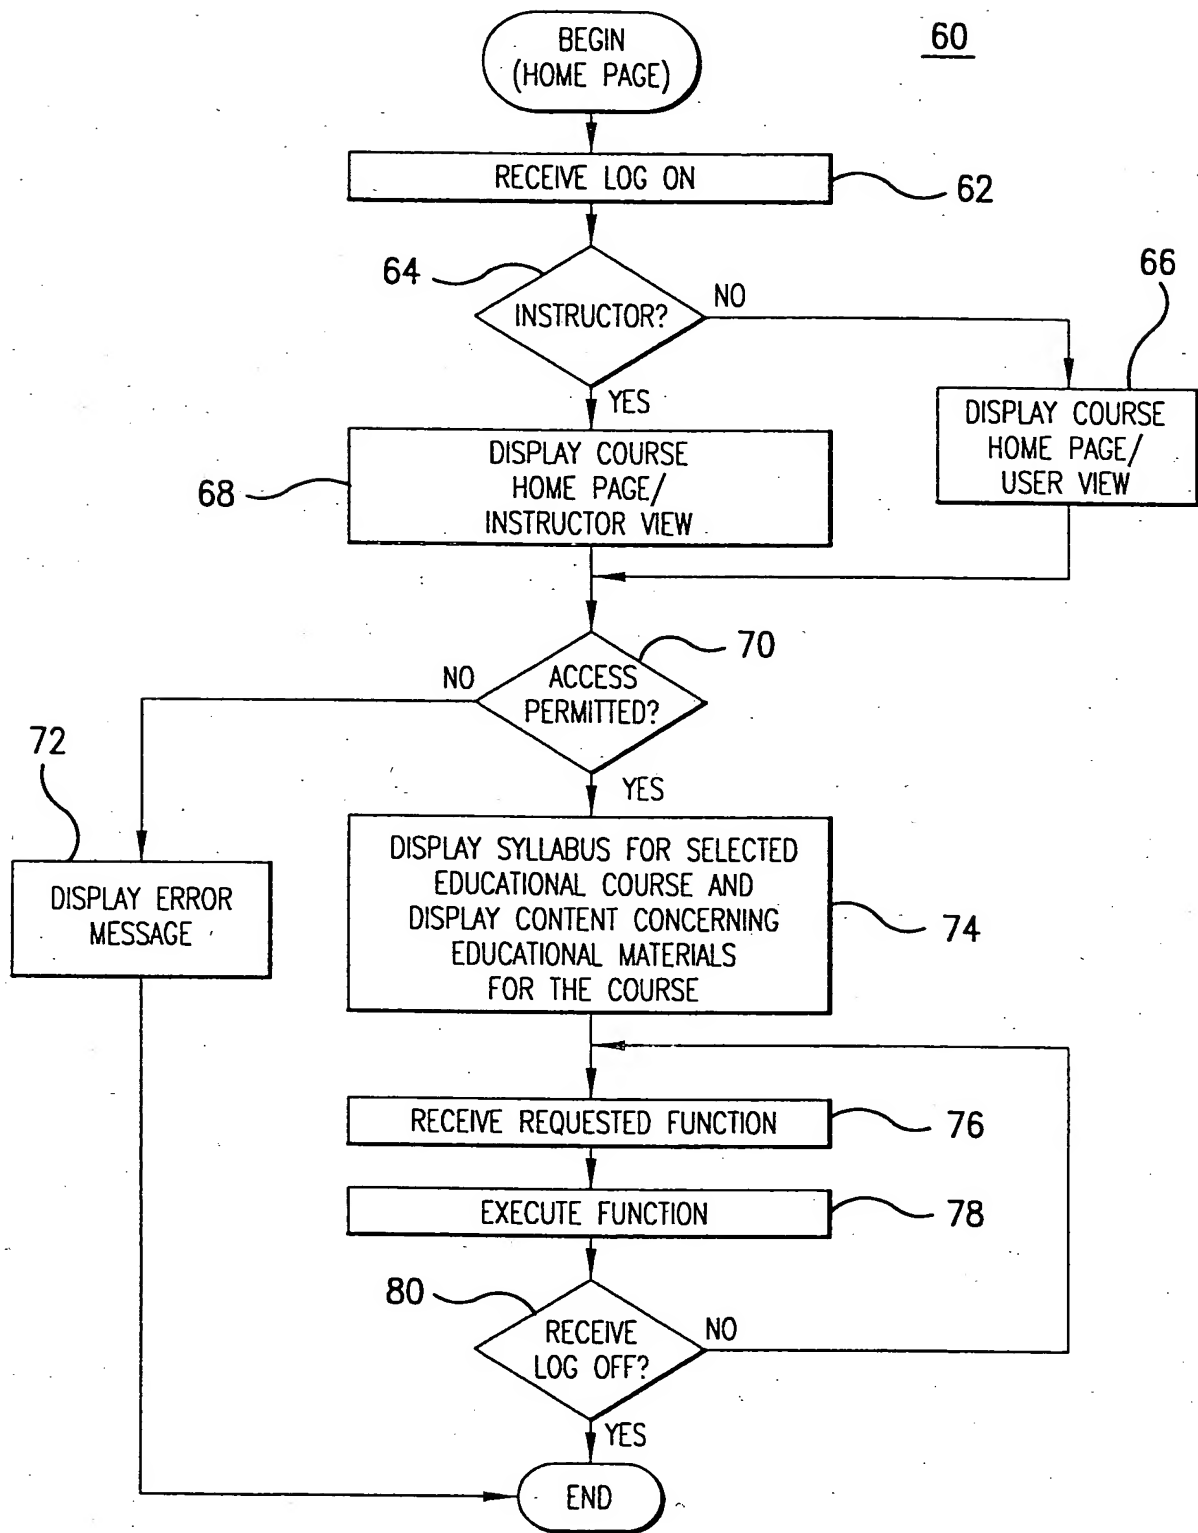 BEGIN
(HOME PAGE)
60
RECEIVE LOG ON
62
64
INSTRUCTOR?
NO
66
YES
DISPLAY COURSE
HOME PAGE/
USER VIEW
DISPLAY COURSE
HOME PAGE/
INSTRUCTOR VIEW
68
70
NO
ACCESS
PERMITTED?
72
YES
DISPLAY ERROR
MESSAGE
DISPLAY SYLLABUS FOR SELECTED
EDUCATIONAL COURSE AND
DISPLAY CONTENT CONCERNING
EDUCATIONAL MATERIALS
FOR THE COURSE
74
RECEIVE REQUESTED FUNCTION
76
EXECUTE FUNCTION
78
80
RECEIVE
LOG OFF?
NO
YES
END